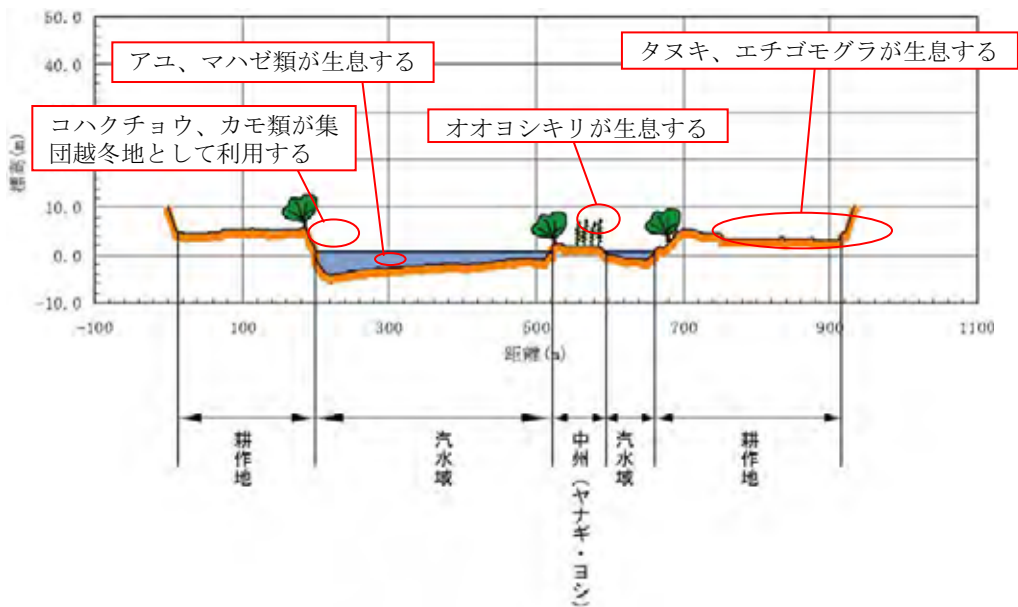 50.0
アユ、マハゼ類が生息する
タヌキ、エチゴモグラが生息する
40.0
コハクチョウ、カモ類が集
団越冬地として利用する
オオヨシキリが生息する
標高(m)
10.0
0.0
-10.0
-100
100
300
500
700
900
1100
距離(m)
耕作地
汽水域
中州（ヤナギ・ヨシ）
汽水域
耕作地